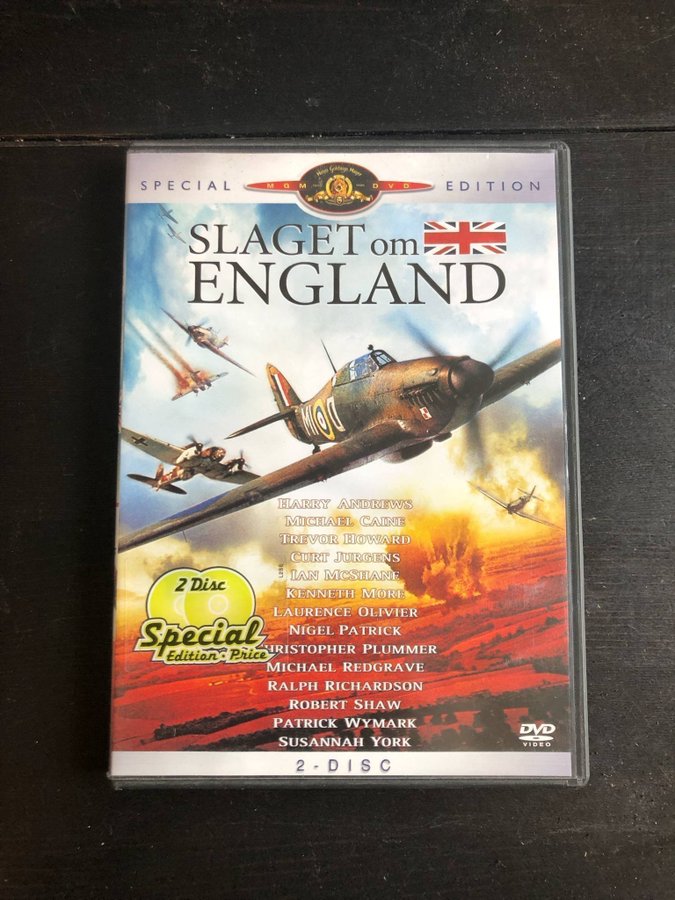 SPECIAL MGM DVD EDITION
SLAGET om
ENGLAND
HARRY ANDREWS
MICHAEL CAINE
TREVOR HOWARD
CURT JURGENS
IAN MCSHANE
KENNETH MORE
LAURENCE OLIVIER
NIGEL PATRICK
CHRISTOPHER PLUMMER
MICHAEL REDGRAVE
RALPH RICHARDSON
ROBERT SHAW
PATRICK WYMARK
SUSANNAH YORK
2 Disc
Special
Edition • Price
DVD
VIDEO
2-DISC